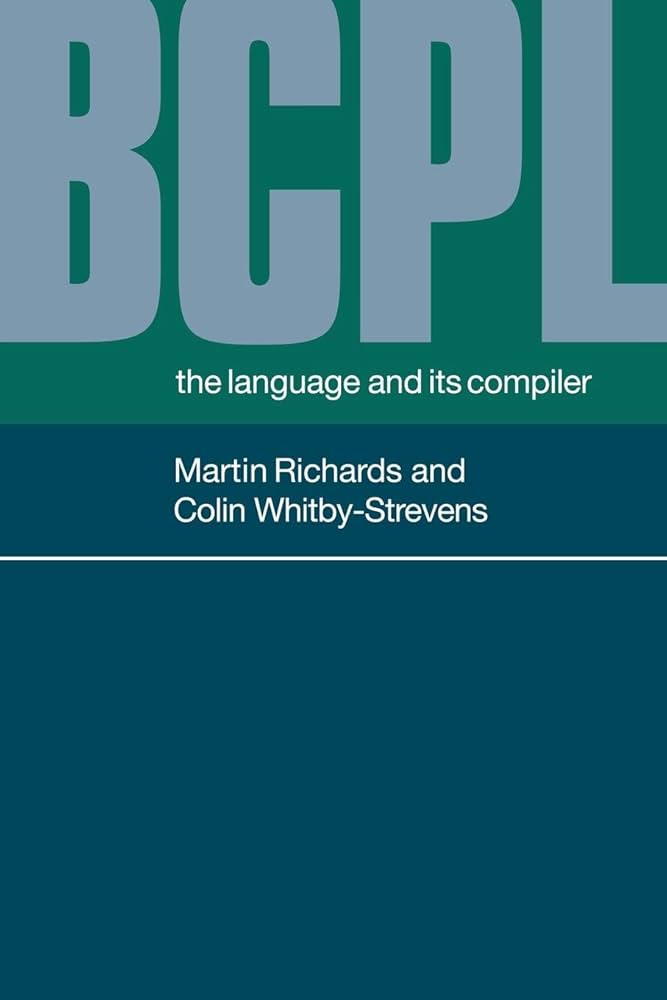 BCPL
the language and its compiler
Martin Richards and
Colin Whitby-Strevens